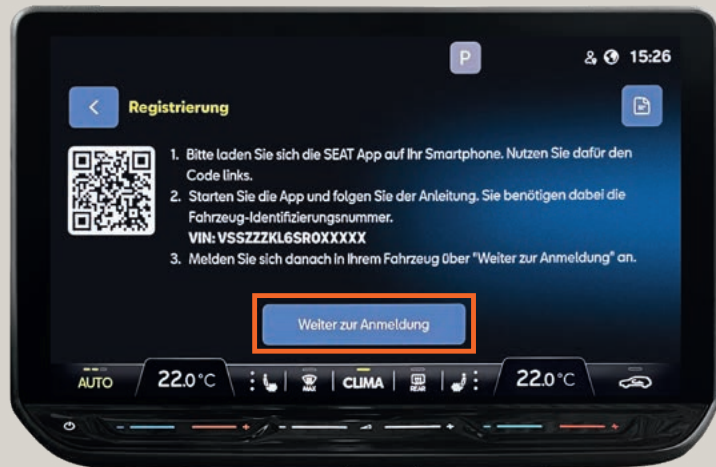 P
15:26
Registrierung
1. Bitte laden Sie sich die SEAT App auf Ihr Smartphone. Nutzen Sie dafür den
Code links.
2. Starten Sie die App und folgen Sie der Anleitung. Sie benötigen dabei die
Fahrzeug-Identifizierungsnummer.
VIN: VSSZZZKL6SR0XXXXX
3. Melden Sie sich danach in Ihrem Fahrzeug über "Weiter zur Anmeldung" an.
Weiter zur Anmeldung
AUTO 22.0°C MAX CLIMA REAR 22.0°C
- + - + - +